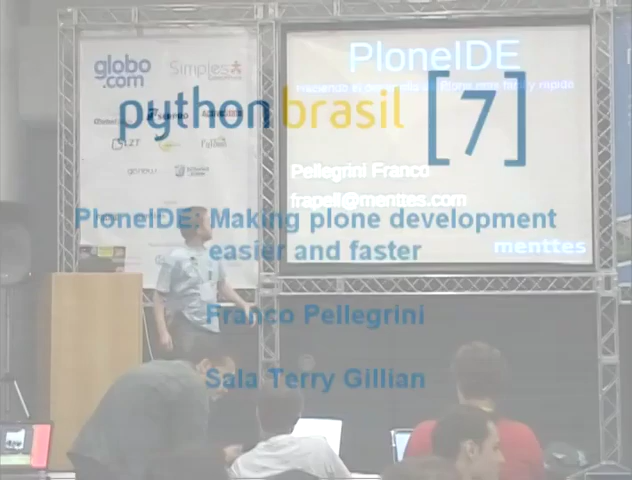 globo
.com
Simples
PloneIDE
python brasil [7]
Pellegrini Franco
frapell@menttes.com
PloneIDE: Making plone development
easier and faster
menttes
Franco Pellegrini
Sala Terry Gillian